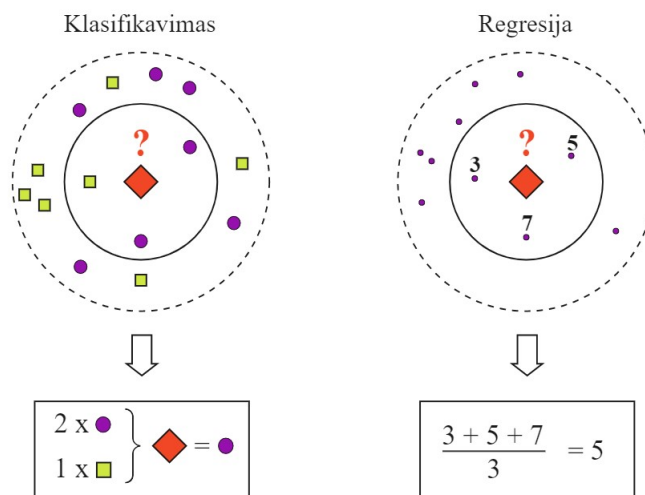 Klasifikavimas
?
2 x
1 x
=
Regresija
?
5
3
7
3 + 5 + 7
3
= 5